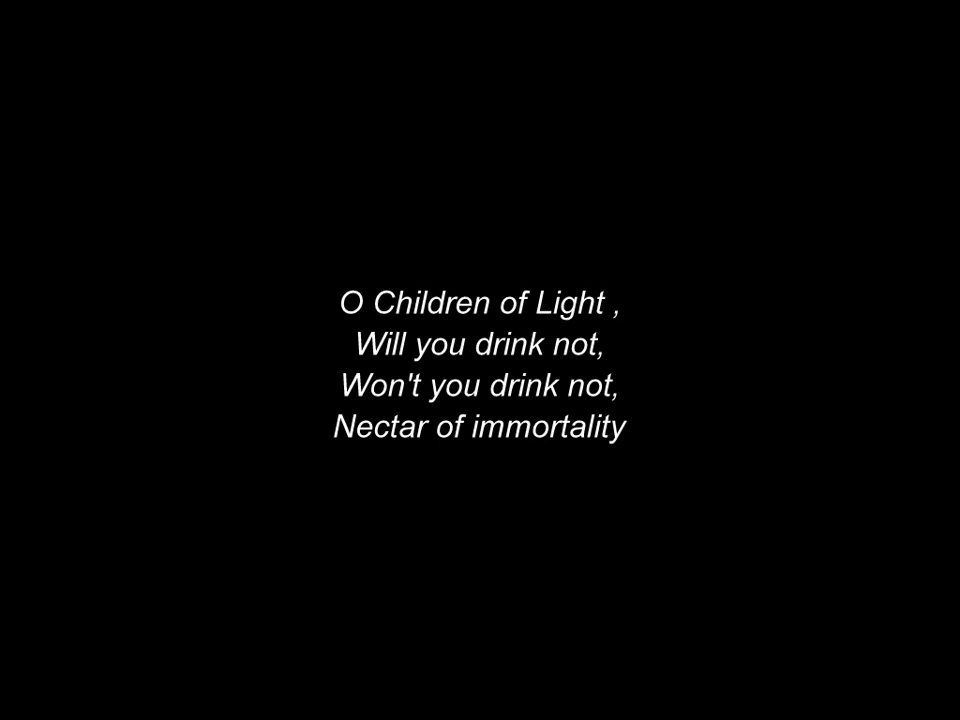 O Children of Light ,
Will you drink not,
Won't you drink not,
Nectar of immortality